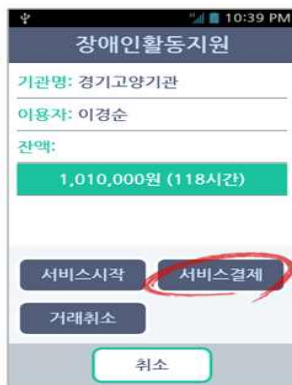 10:39 PM
장애인활동지원
기관명: 경기고양기관
이용자: 이경순
잔액:
1,010,000원 (118시간)
서비스시작 서비스결제
거래취소
취소